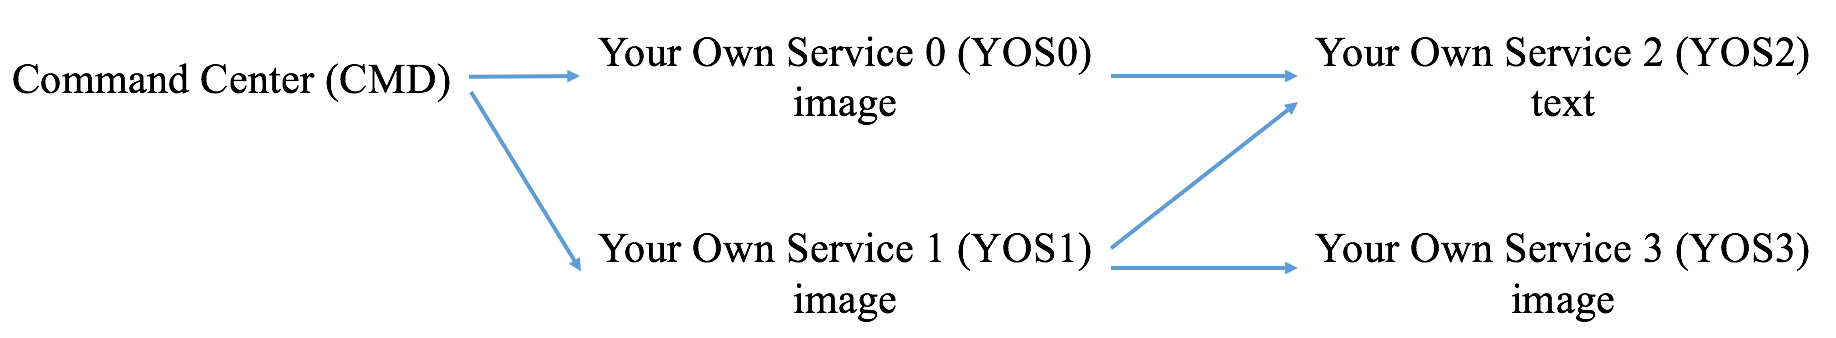 Command Center (CMD)
Your Own Service 0 (YOS0)
image
Your Own Service 1 (YOS1)
image
Your Own Service 2 (YOS2)
text
Your Own Service 3 (YOS3)
image